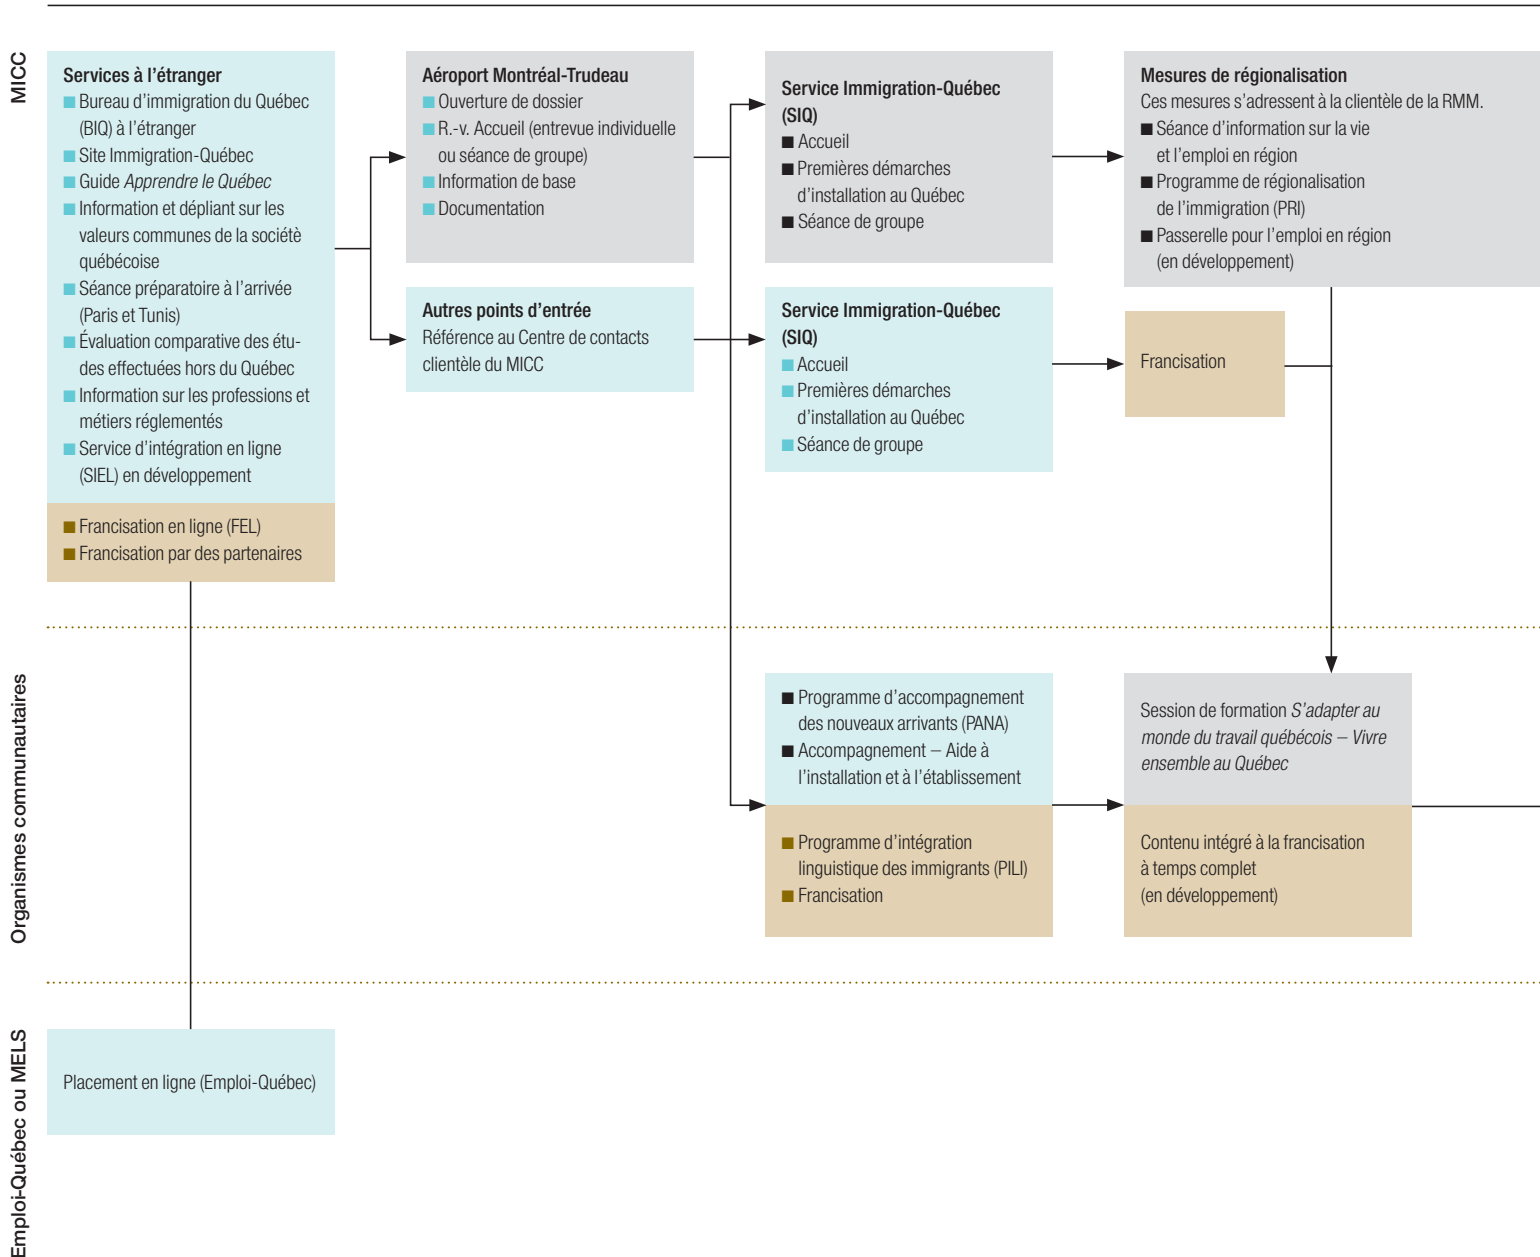 MICC
Services à l’étranger
■ Bureau d’immigration du Québec
(BIQ) à l’étranger
■ Site Immigration-Québec
■ Guide Apprendre le Québec
■ Information et dépliant sur les
valeurs communes de la sociétè
québécoise
■ Séance préparatoire à l’arrivée
(Paris et Tunis)
■ Évaluation comparative des étu-
des effectuées hors du Québec
■ Information sur les professions et
métiers réglementés
■ Service d’intégration en ligne
(SIEL) en développement
■ Francisation en ligne (FEL)
■ Francisation par des partenaires
Aéroport Montréal-Trudeau
■ Ouverture de dossier
■ R.-v. Accueil (entrevue individuelle
ou séance de groupe)
■ Information de base
■ Documentation
Autres points d’entrée
Référence au Centre de contacts
clientèle du MICC
Service Immigration-Québec
(SIQ)
■ Accueil
■ Premières démarches
d’installation au Québec
■ Séance de groupe
Service Immigration-Québec
(SIQ)
■ Accueil
■ Premières démarches
d’installation au Québec
■ Séance de groupe
Mesures de régionalisation
Ces mesures s’adressent à la clientèle de la RMM.
■ Séance d’information sur la vie
et l’emploi en région
■ Programme de régionalisation
de l’immigration (PRI)
■ Passerelle pour l’emploi en région
(en développement)
Francisation
Organismes communautaires
■ Programme d’accompagnement
des nouveaux arrivants (PANA)
■ Accompagnement – Aide à
l’installation et à l’établissement
■ Programme d’intégration
linguistique des immigrants (PILI)
■ Francisation
Session de formation S’adapter au
monde du travail québécois – Vivre
ensemble au Québec
Contenu intégré à la francisation
à temps complet
(en développement)
Emploi-Québec ou MELS
Placement en ligne (Emploi-Québec)